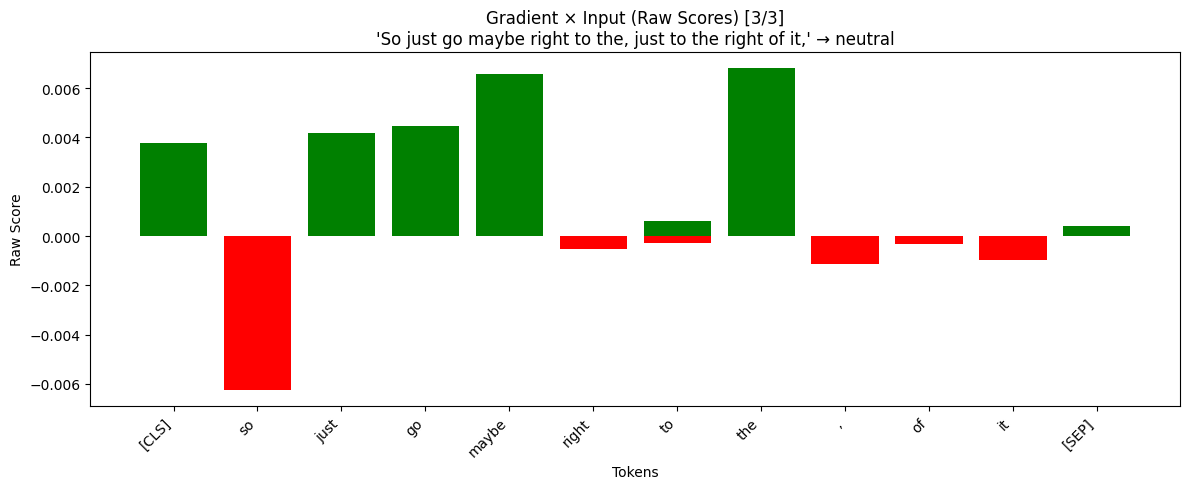 Gradient × Input (Raw Scores) [3/3]
'So just go maybe right to the, just to the right of it,' → neutral
Raw Score
0.006
0.004
0.002
0.000
−0.002
−0.004
−0.006
[CLS]
so
just
go
maybe
right
to
the
,
of
it
[SEP]
Tokens